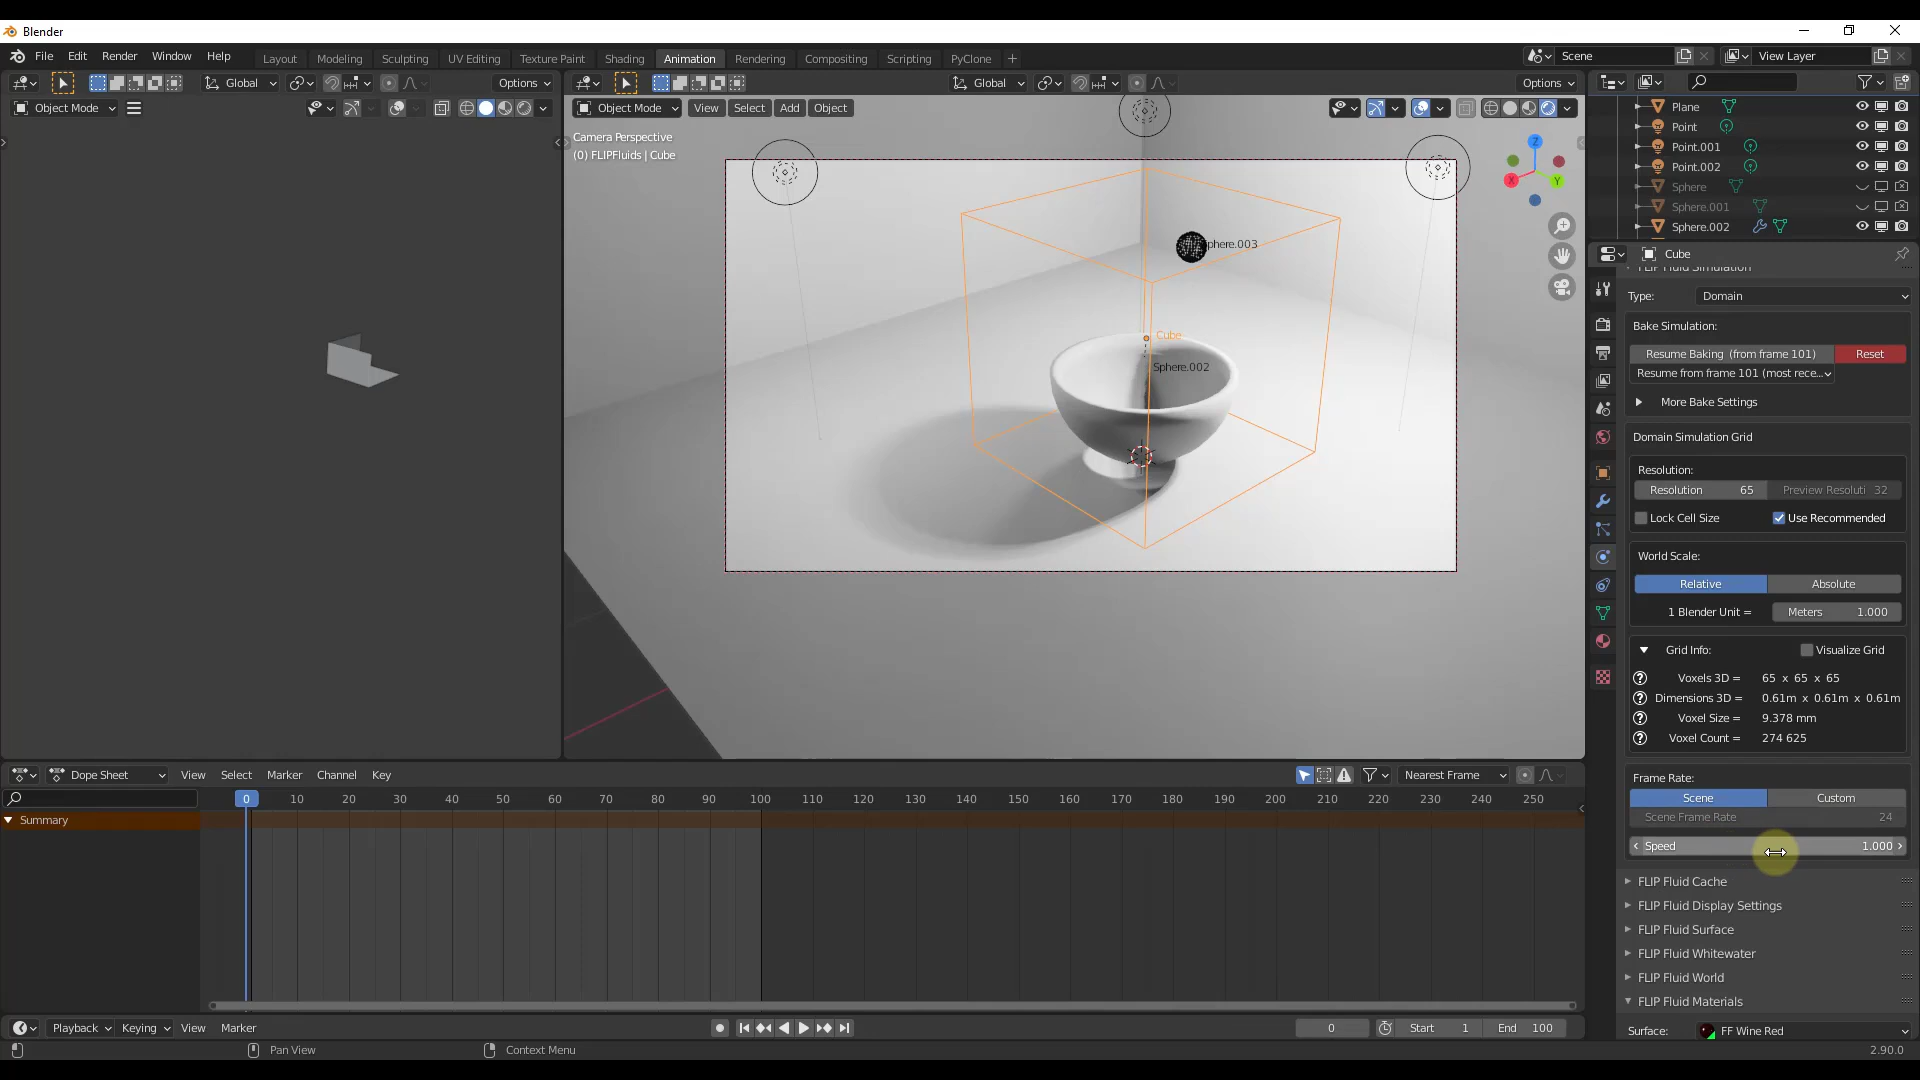 Blender
File Edit Render Window Help
Layout Modeling Sculpting UV Editing Texture Paint Shading Animation Rendering Compositing Scripting PyClone +
Scene
View Layer
Global
Options
Global
Options
Object Mode
Object Mode View Select Add Object
Camera Perspective
(0) FLIPFluids | Cube
Z
X
Y
phere.003
Cube
Sphere.002
Plane
Point
Point.001
Point.002
Sphere
Sphere.001
Sphere.002
Cube
FLIP Fluid Simulation
Type: Domain
Bake Simulation:
Resume Baking (from frame 101) Reset
Resume from frame 101 (most rece...
More Bake Settings
Domain Simulation Grid
Resolution:
Resolution 65 Preview Resoluti 32
Lock Cell Size Use Recommended
World Scale:
Relative Absolute
1 Blender Unit = Meters 1.000
Grid Info: Visualize Grid
Voxels 3D = 65 x 65 x 65
Dimensions 3D = 0.61m x 0.61m x 0.61m
Voxel Size = 9.378 mm
Voxel Count = 274 625
Frame Rate:
Scene Custom
Scene Frame Rate 24
Speed 1.000
FLIP Fluid Cache
FLIP Fluid Display Settings
FLIP Fluid Surface
FLIP Fluid Whitewater
FLIP Fluid World
FLIP Fluid Materials
Surface: FF Wine Red
Dope Sheet View Select Marker Channel Key
Nearest Frame
0 10 20 30 40 50 60 70 80 90 100 110 120 130 140 150 160 170 180 190 200 210 220 230 240 250
Summary
Playback Keying View Marker
0 Start 1 End 100
Pan View
Context Menu
2.90.0